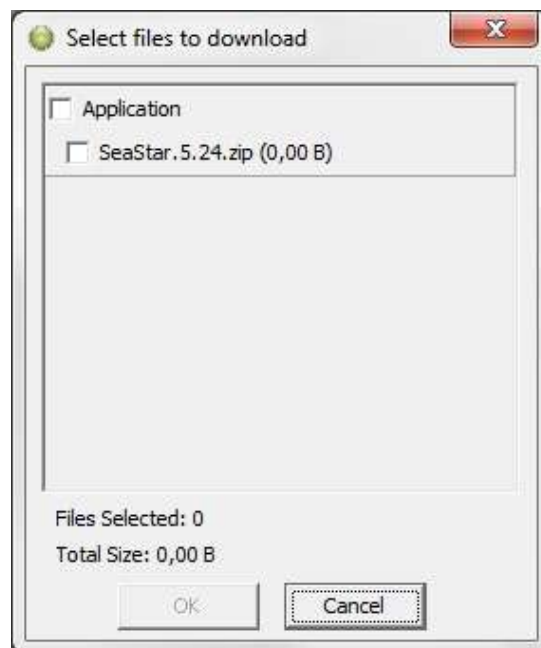 Select files to download
Application
SeaStar.5.24.zip (0,00 B)
Files Selected: 0
Total Size: 0,00 B
OK
Cancel